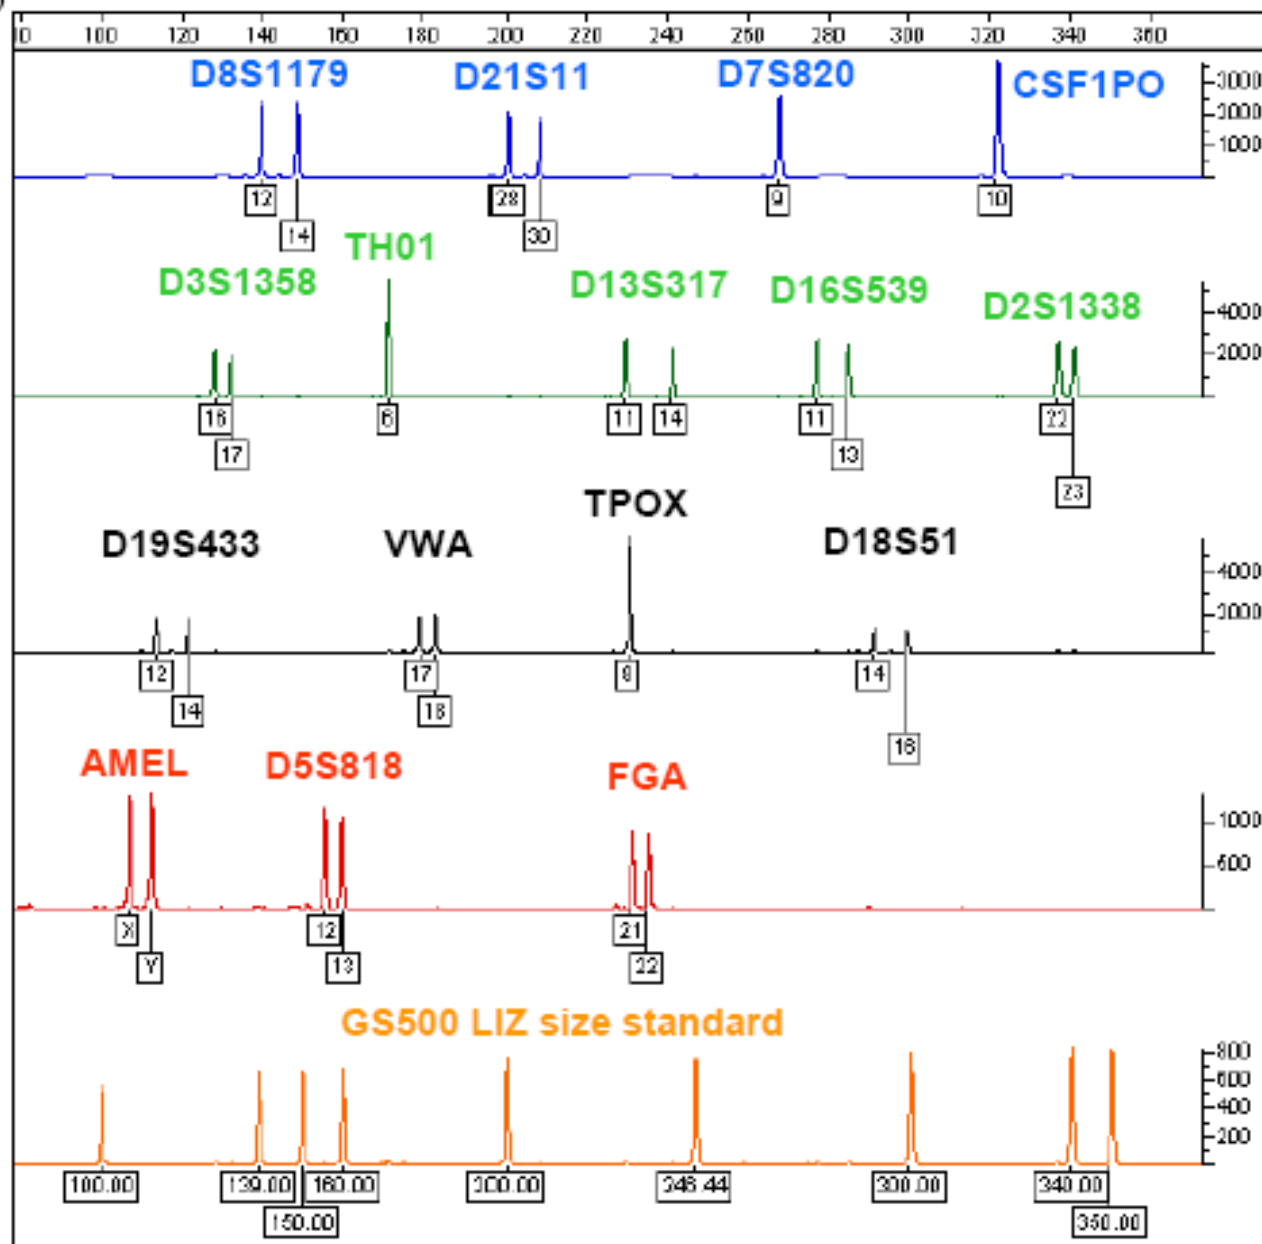 100 120 140 160 180 200 220 240 260 280 300 320 340 360
D8S1179 D21S11 D7S820 CSF1PO
3000
2000
1000
12 28 9 10
14 30
TH01
D3S1358 D13S317 D16S539 D2S1338
4000
2000
16 6 11 14 11 22
17 13
23
TPOX
D19S433 VWA D18S51
4000
2000
12 17 8 14
14 18
16
AMEL D5S818 FGA
1000
500
X 12 21
Y 13 22
GS500 LIZ size standard
800
600
400
200
100.00 139.00 160.00 200.00 246.44 300.00 340.00
150.00 350.00